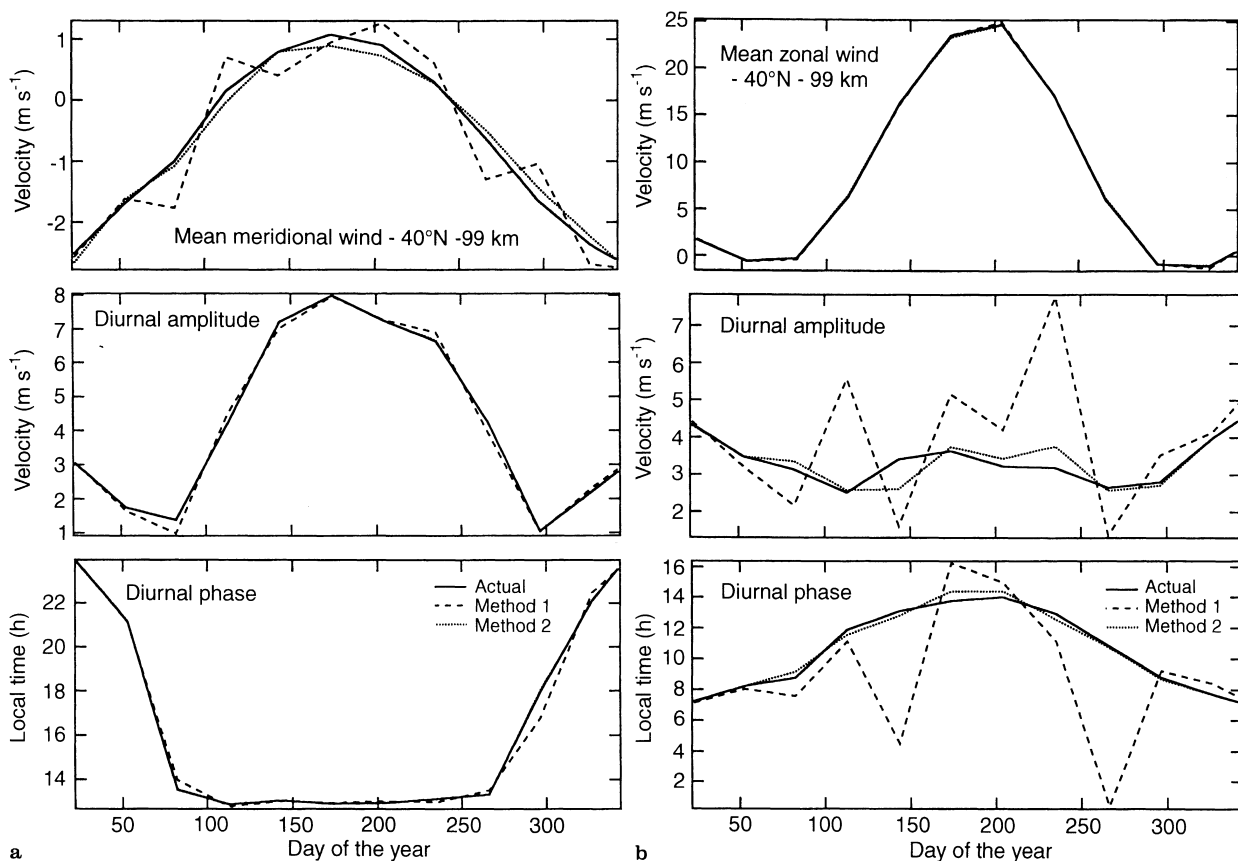 1
0
-1
-2
Velocity (m s-1)
Mean meridional wind - 40°N -99 km
8
7
6
5
4
3
2
1
Velocity (m s-1)
Diurnal amplitude
22
20
18
16
14
Local time (h)
Diurnal phase
Actual
Method 1
Method 2
50 100 150 200 250 300
Day of the year
a
25
20
15
10
5
0
Velocity (m s-1)
Mean zonal wind
- 40°N - 99 km
7
6
5
4
3
2
Velocity (m s-1)
Diurnal amplitude
16
14
12
10
8
6
4
2
Local time (h)
Diurnal phase
Actual
Method 1
Method 2
50 100 150 200 250 300
Day of the year
b